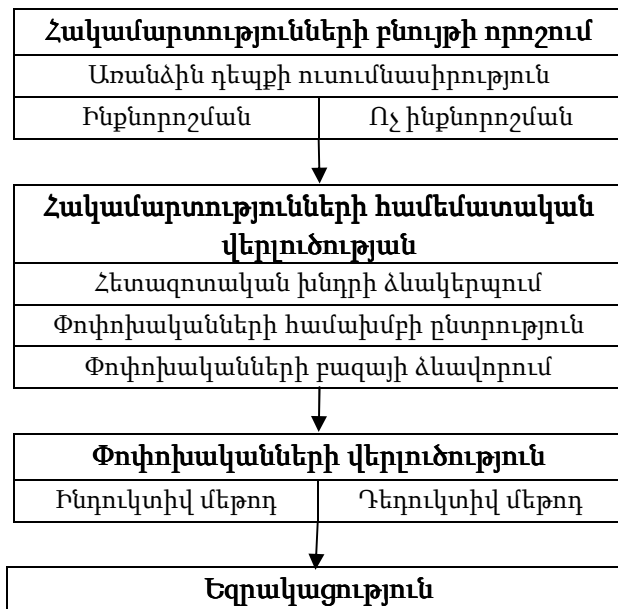 Հակամարտությունների բնույթի որոշում
Առանձին դեպքի ուսումնասիրություն
Ինքնորոշման Ոչ ինքնորոշման
Հակամարտությունների համեմատական
վերլուծության
Հետազոտական խնդրի ձևակերպում
Փոփոխականների համախմբի ընտրություն
Փոփոխականների բազայի ձևավորում
Փոփոխականների վերլուծություն
Ինդուկտիվ մեթոդ Դեդուկտիվ մեթոդ
Եզրակացություն